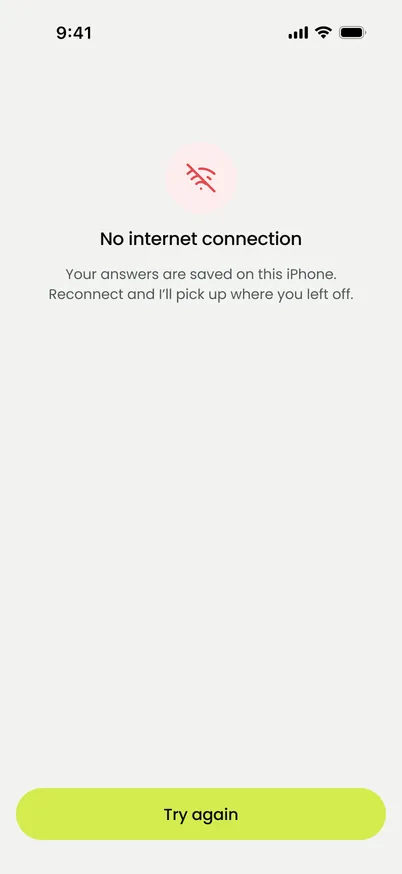 9:41
No internet connection
Your answers are saved on this iPhone.
Reconnect and I’ll pick up where you left off.
Try again